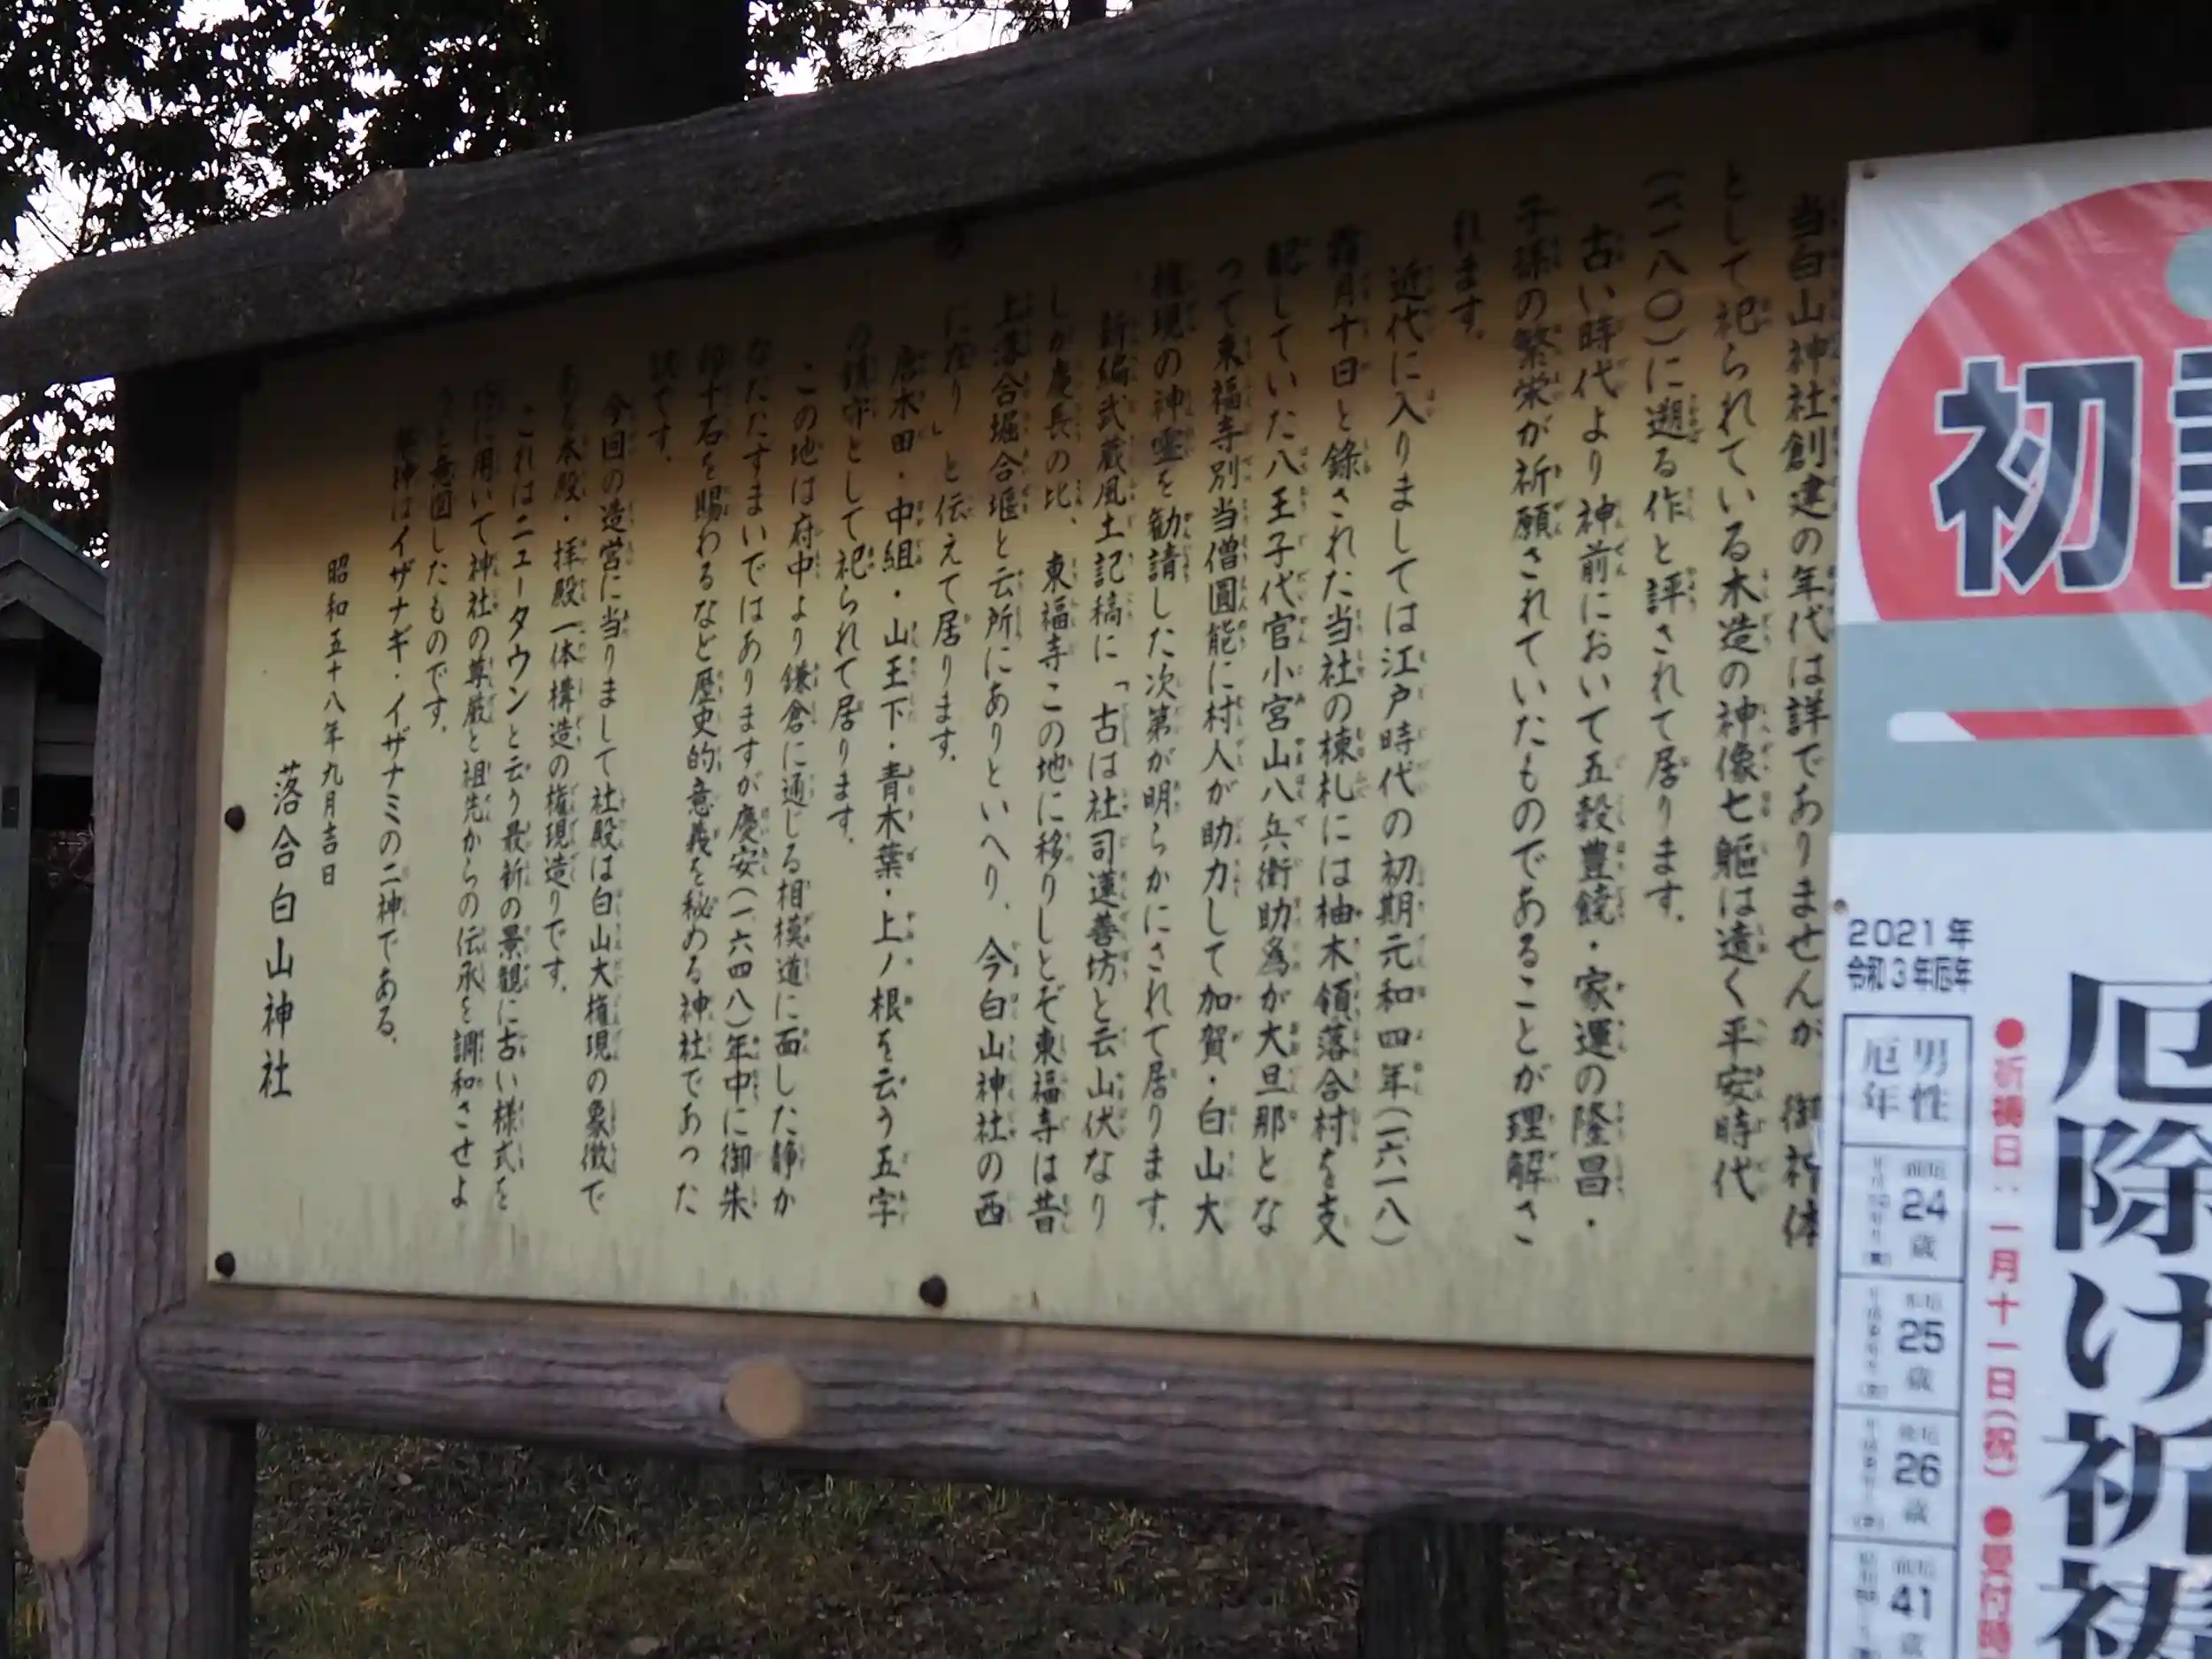 当白山神社創建の年代は詳でありませんが 御神体
として祀られている木造の神像七軀は遠く平安時代
(一一八〇)に遡る作と評されて居ります。
古い時代より神前において五穀豊饒・家運の隆昌・
子孫の繁栄が祈願されていたものであることが理解さ
れます。
近代に入りましては江戸時代の初期元和四年(一六一八)
霜月十日と錄された当社の棟札には柚木領落合村を支
配していた八王子代官小宮山八兵衛助為が大旦那とな
って東福寺別当僧圓能に村人が助力して加賀・白山大
権現の神霊を勧請した次第が明らかにされて居ります。
新編武蔵風土記稿に「古は社司蓮善坊と云山伏なり
しが慶長の比、東福寺この地に移りしとぞ東福寺は昔
上落合堀合堰と云所にありといへり、今白山神社の西
に在り」と伝えて居ります。
唐木田・中組・山王下・青木葉・上ノ根を云う五字
の鎮守として祀られて居ります。
この地は府中より鎌倉に通じる相模道に面した静か
なたたずまいではありますが慶安(一六四八)年中に御朱
印十石を賜わるなど歴史的意義を秘める神社であった
訳です。
今回の造営に当りまして社殿は白山大権現の象徴で
ある本殿・拝殿一体構造の権現造りです。
これはニュータウンと云う最新の景観に古い様式を
に用いて神社の尊厳と祖先からの伝承を調和させよ
うと意図したものです。
祭神はイザナギ・イザナミの二神である。
昭和五十八年九月吉日
落合白山神社
初
2021年
令和3年厄年
男性
厄年
24歳
25歳
26歳
41歳
●祈祷日:一月十一日(祝)●受付時
厄除け祈祷